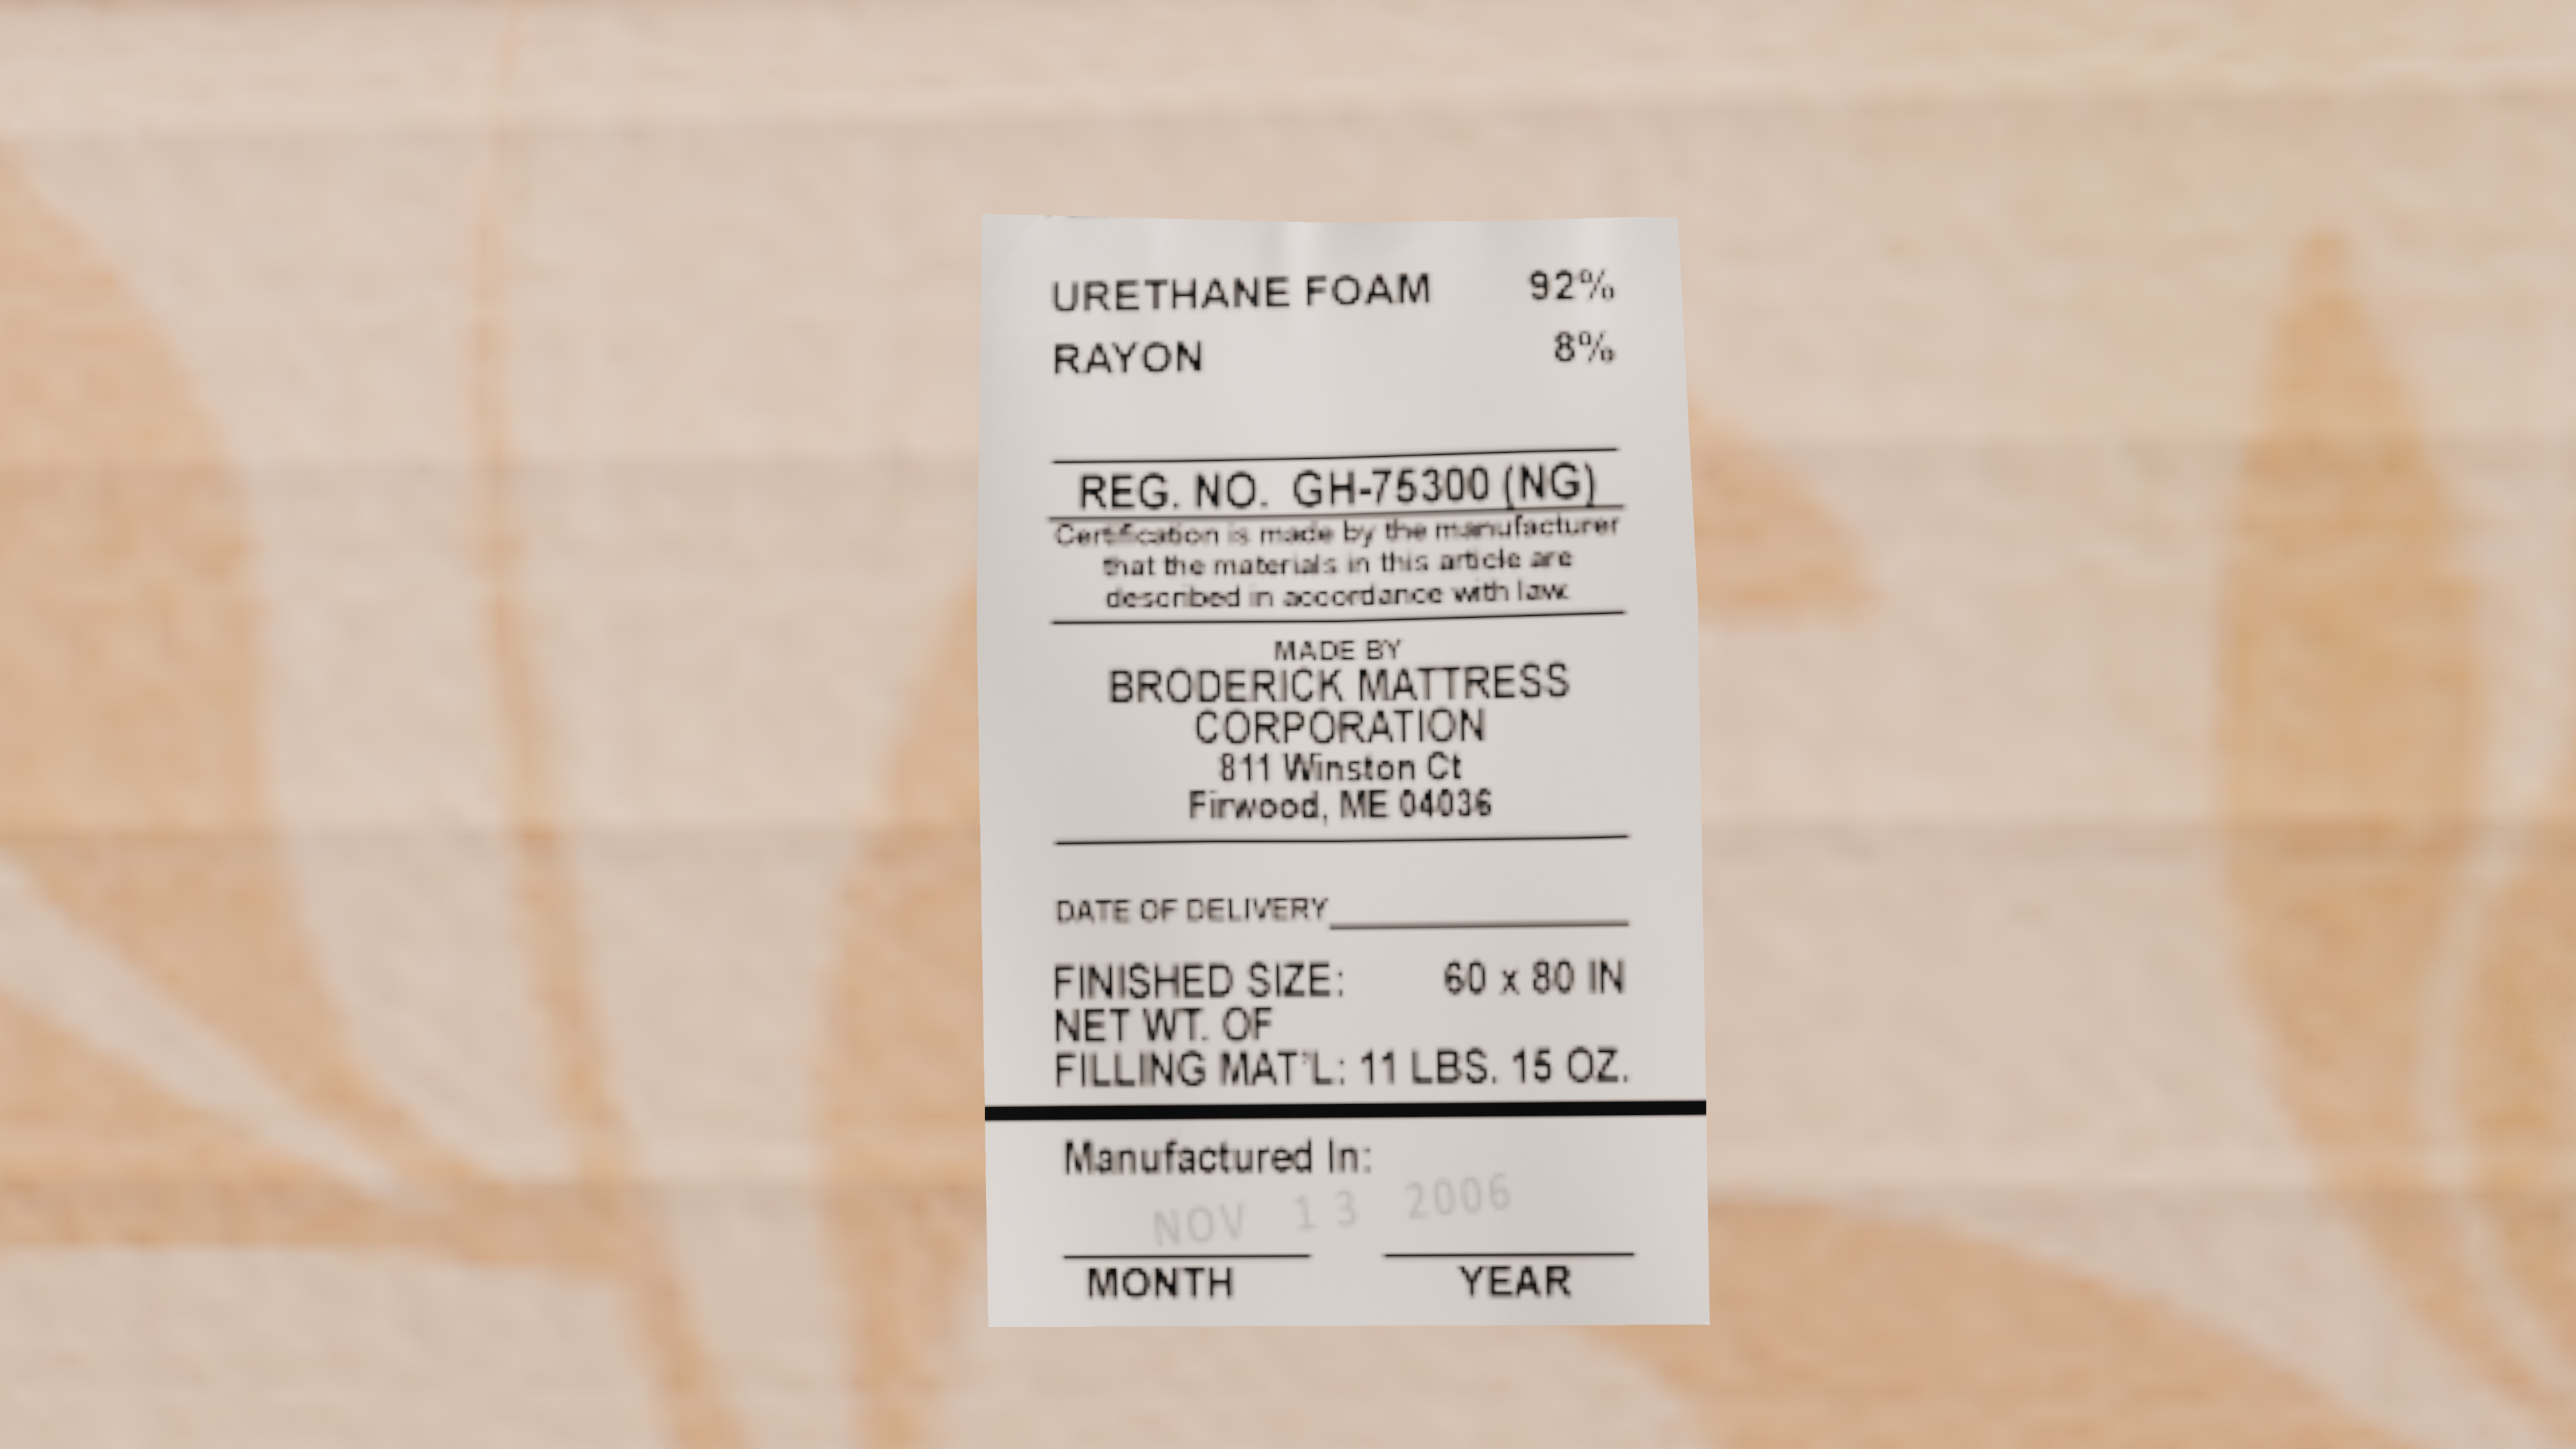 URETHANE FOAM 92%
RAYON 8%
REG. NO. GH-75300 (NG)
Certification is made by the manufacturer
that the materials in this article are
described in accordance with law.
MADE BY
BRODERICK MATTRESS
CORPORATION
811 Winston Ct
Firwood, ME 04036
DATE OF DELIVERY
FINISHED SIZE: 60 x 80 IN
NET WT. OF
FILLING MAT'L: 11 LBS. 15 OZ.
Manufactured In:
NOV 13 2006
MONTH YEAR